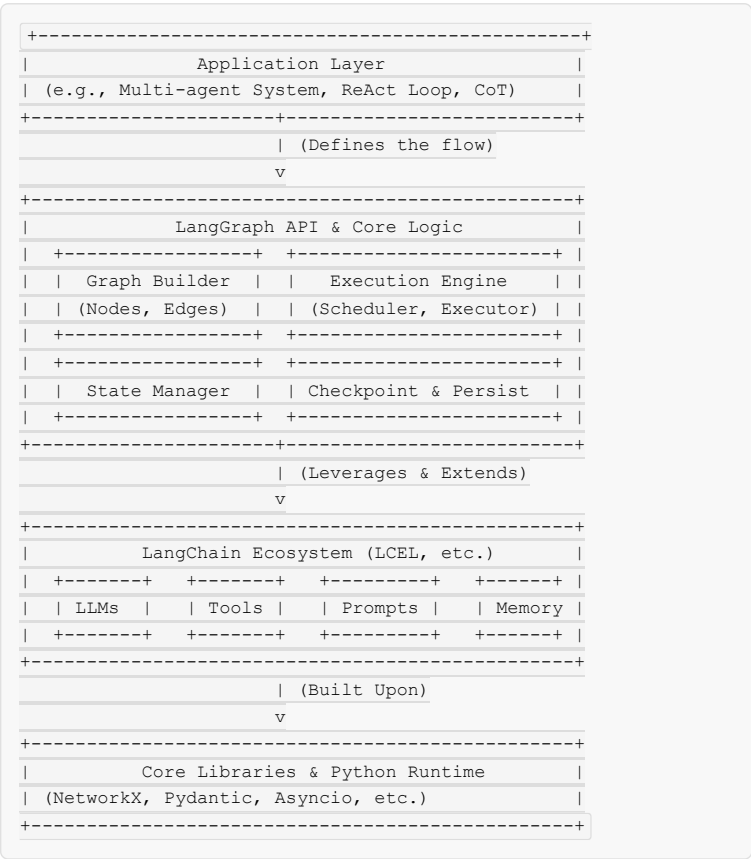 +-------------------------------------------------+
|               Application Layer                 |
| (e.g., Multi-agent System, ReAct Loop, CoT)     |
+----------------------+--------------------------+
                       | (Defines the flow)
                       v
+-------------------------------------------------+
|             LangGraph API & Core Logic          |
|  +-----------------+  +-----------------------+ |
|  |  Graph Builder  |  |   Execution Engine    | |
|  | (Nodes, Edges)  |  | (Scheduler, Executor) | |
|  +-----------------+  +-----------------------+ |
|  +-----------------+  +-----------------------+ |
|  |  State Manager  |  | Checkpoint & Persist  | |
|  +-----------------+  +-----------------------+ |
+----------------------+--------------------------+
                       | (Leverages & Extends)
                       v
+-------------------------------------------------+
|          LangChain Ecosystem (LCEL, etc.)       |
|  +-------+   +-------+   +---------+   +------+ |
|  | LLMs  |   | Tools |   | Prompts |   | Memory |
|  +-------+   +-------+   +---------+   +------+ |
+-------------------------------------------------+
                       | (Built Upon)
                       v
+-------------------------------------------------+
|          Core Libraries & Python Runtime        |
| (NetworkX, Pydantic, Asyncio, etc.)             |
+-------------------------------------------------+